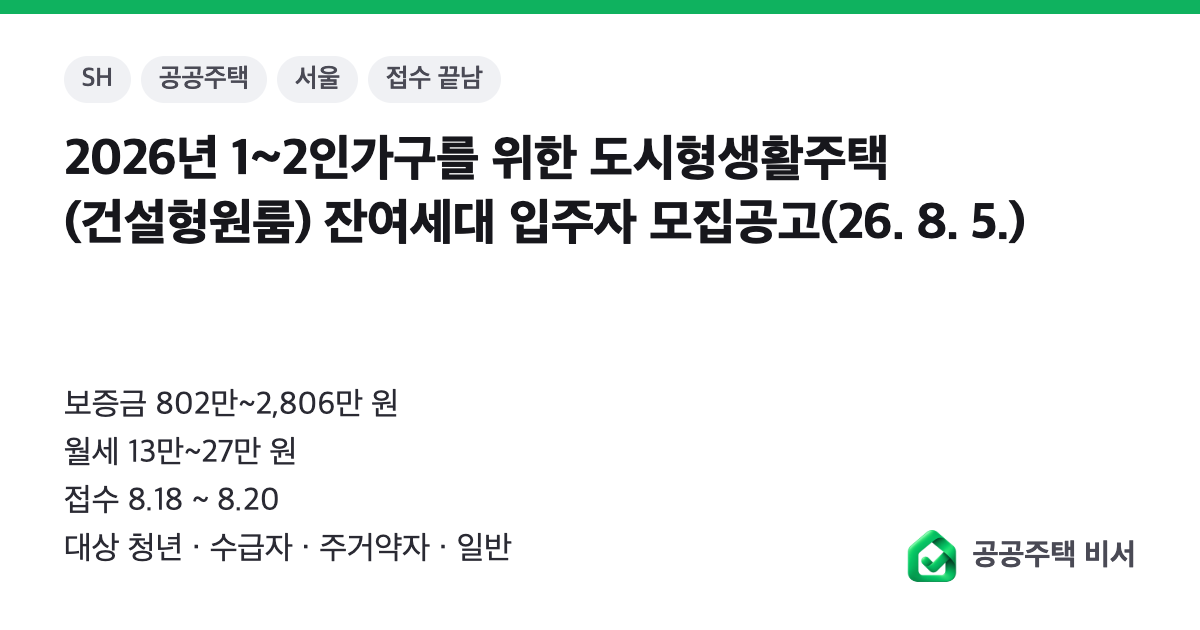 SH 공공주택 서울 접수 끝남
2026년 1~2인가구를 위한 도시형생활주택
(건설형원룸) 잔여세대 입주자 모집공고(26. 8. 5.)
보증금 802만~2,806만 원
월세 13만~27만 원
접수 8.18 ~ 8.20
대상 청년 · 수급자 · 주거약자 · 일반
공공주택 비서